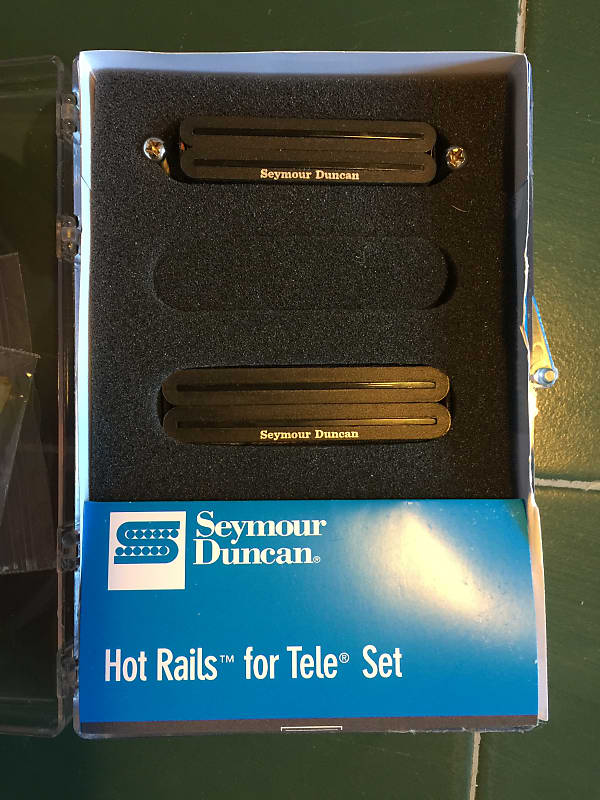 Seymour Duncan
Seymour Duncan
Seymour
Duncan®
Hot Rails™ for Tele® Set